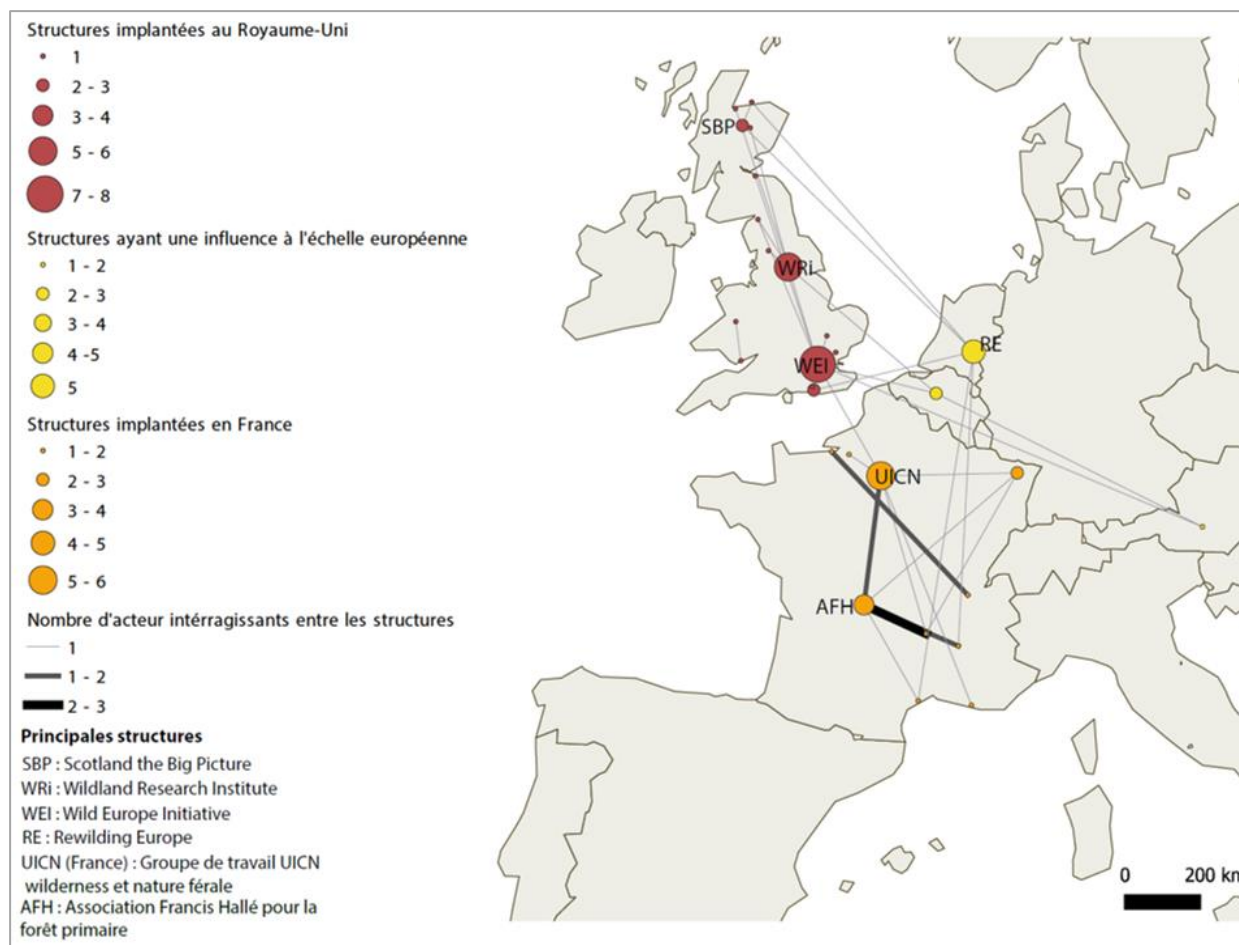 Structures implantées au Royaume-Uni
1
2 - 3
3 - 4
5 - 6
7 - 8
Structures ayant une influence à l'échelle européenne
1 - 2
2 - 3
3 - 4
4 -5
5
Structures implantées en France
1 - 2
2 - 3
3 - 4
4 - 5
5 - 6
Nombre d'acteur intérragissants entre les structures
1
1 - 2
2 - 3
Principales structures
SBP : Scotland the Big Picture
WRi : Wildland Research Institute
WEI : Wild Europe Initiative
RE : Rewilding Europe
UICN (France) : Groupe de travail UICN
wilderness et nature férale
AFH : Association Francis Hallé pour la
forêt primaire
SBP
WRi
RE
WEI
UICN
AFH
0 200 km